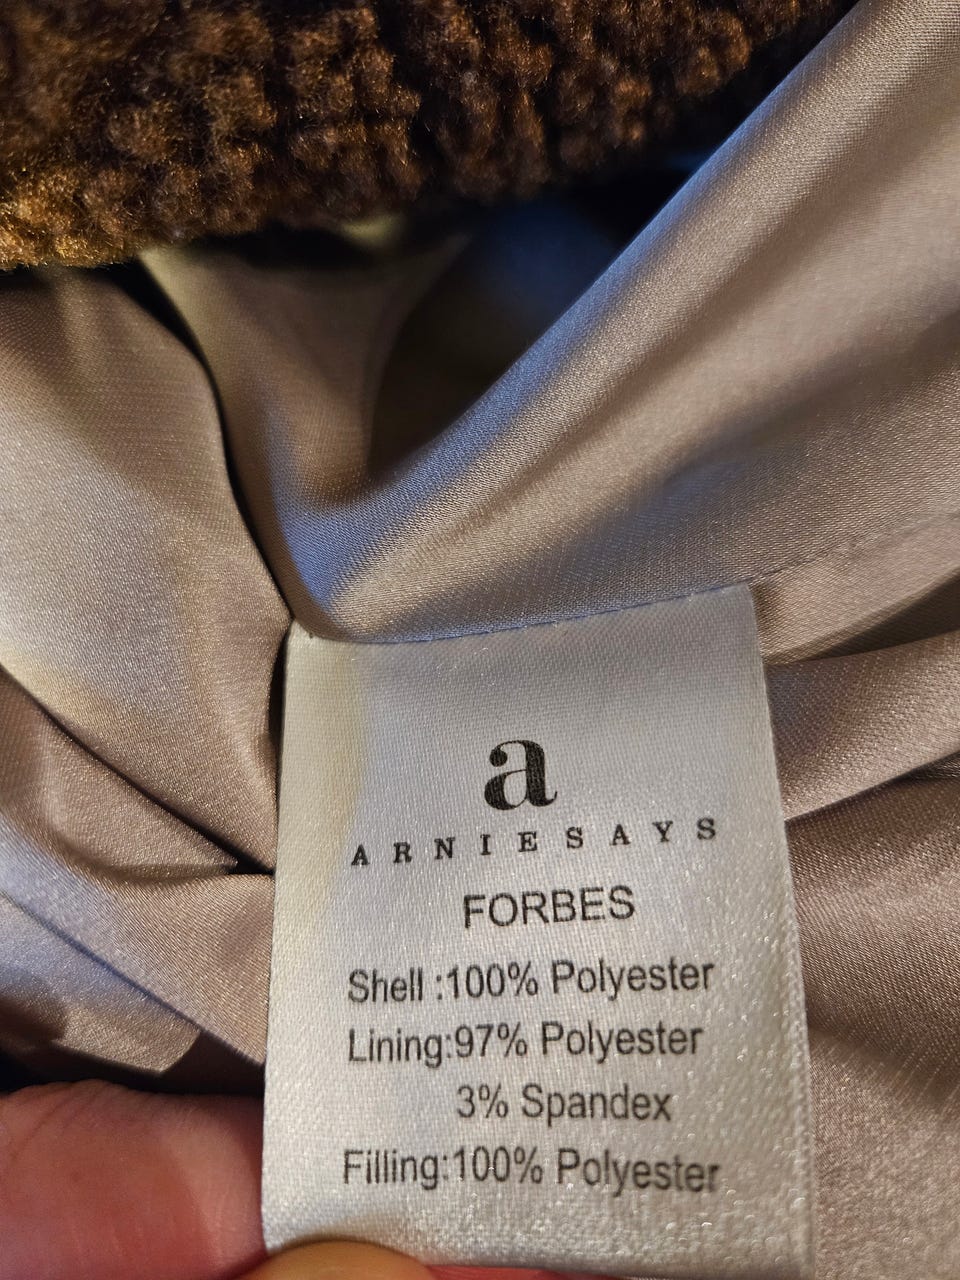 a
ARNIESAYS
FORBES
Shell :100% Polyester
Lining:97% Polyester
3% Spandex
Filling:100% Polyester